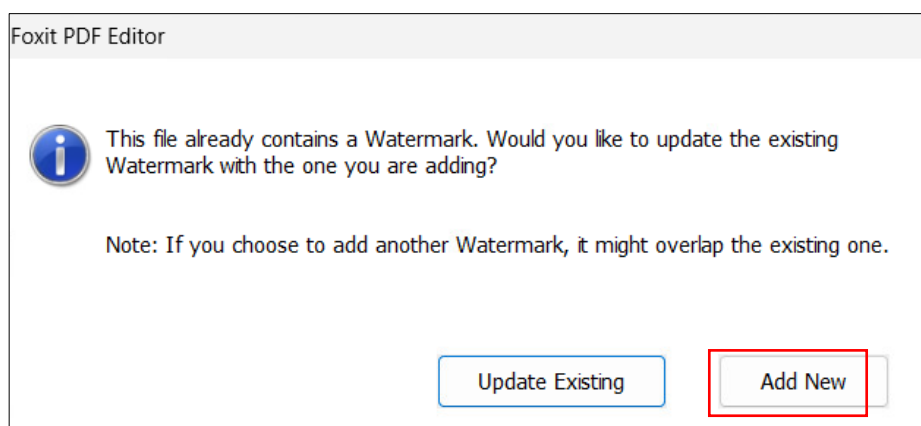 Foxit PDF Editor
This file already contains a Watermark. Would you like to update the existing
Watermark with the one you are adding?
Note: If you choose to add another Watermark, it might overlap the existing one.
Update Existing
Add New